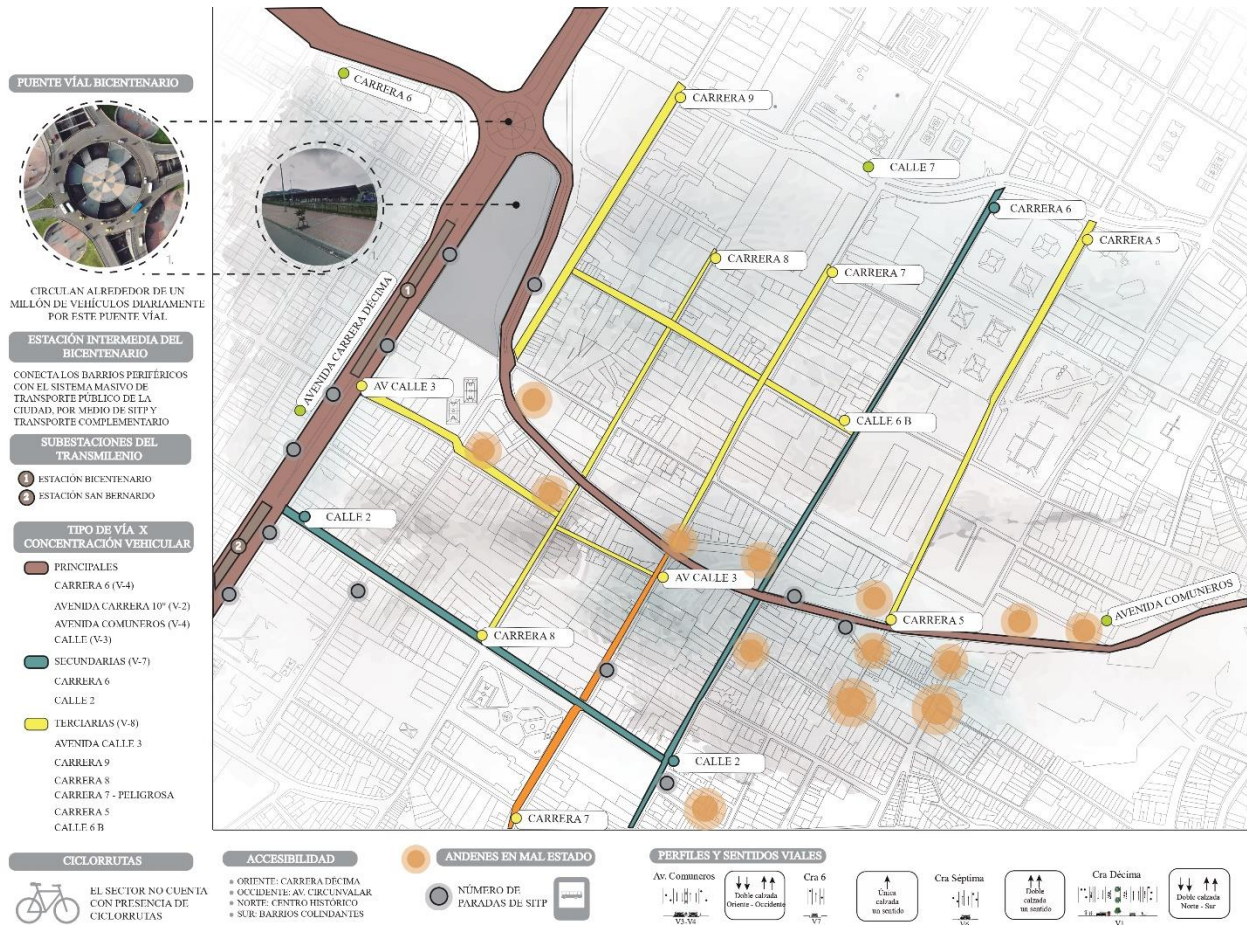 PUENTE VÍAL BICENTENARIO
1.
1.
CIRCULAN ALREDEDOR DE UN
MILLÓN DE VEHÍCULOS DIARIAMENTE
POR ESTE PUENTE VÍAL
ESTACIÓN INTERMEDIA DEL
BICENTENARIO
CONECTA LOS BARRIOS PERIFÉRICOS
CON EL SISTEMA MASIVO DE
TRANSPORTE PÚBLICO DE LA
CIUDAD, POR MEDIO DE SITP Y
TRANSPORTE COMPLEMENTARIO
SUBESTACIONES DEL
TRANSMILENIO
1 ESTACIÓN BICENTENARIO
2 ESTACIÓN SAN BERNARDO
TIPO DE VÍA X
CONCENTRACIÓN VEHICULAR
PRINCIPALES
CARRERA 6 (V-4)
AVENIDA CARRERA 10° (V-2)
AVENIDA COMUNEROS (V-4)
CALLE (V-3)
SECUNDARIAS (V-7)
CARRERA 6
CALLE 2
TERCIARIAS (V-8)
AVENIDA CALLE 3
CARRERA 9
CARRERA 8
CARRERA 7 - PELIGROSA
CARRERA 5
CALLE 6 B
CARRERA 6
CARRERA 9
CALLE 7
CARRERA 6
CARRERA 5
CARRERA 8
CARRERA 7
1
AVENIDA CARRERA DÉCIMA
AV CALLE 3
CALLE 6 B
CALLE 2
2
AV CALLE 3
CARRERA 5
AVENIDA COMUNEROS
CARRERA 8
CALLE 2
CARRERA 7
CICLORRUTAS
EL SECTOR NO CUENTA
CON PRESENCIA DE
CICLORRUTAS
ACCESIBILIDAD
ORIENTE: CARRERA DÉCIMA
OCCIDENTE: AV. CIRCUNVALAR
NORTE: CENTRO HISTÓRICO
SUR: BARRIOS COLINDANTES
ANDENES EN MAL ESTADO
NÚMERO DE
PARADAS DE SITP
PERFILES Y SENTIDOS VIALES
Av. Comuneros
V3-V4
Doble calzada
Oriente - Occidente
Cra 6
V7
Única
calzada
un sentido
Cra Séptima
Doble
calzada
un sentido
Cra Décima
Doble calzada
Norte - Sur